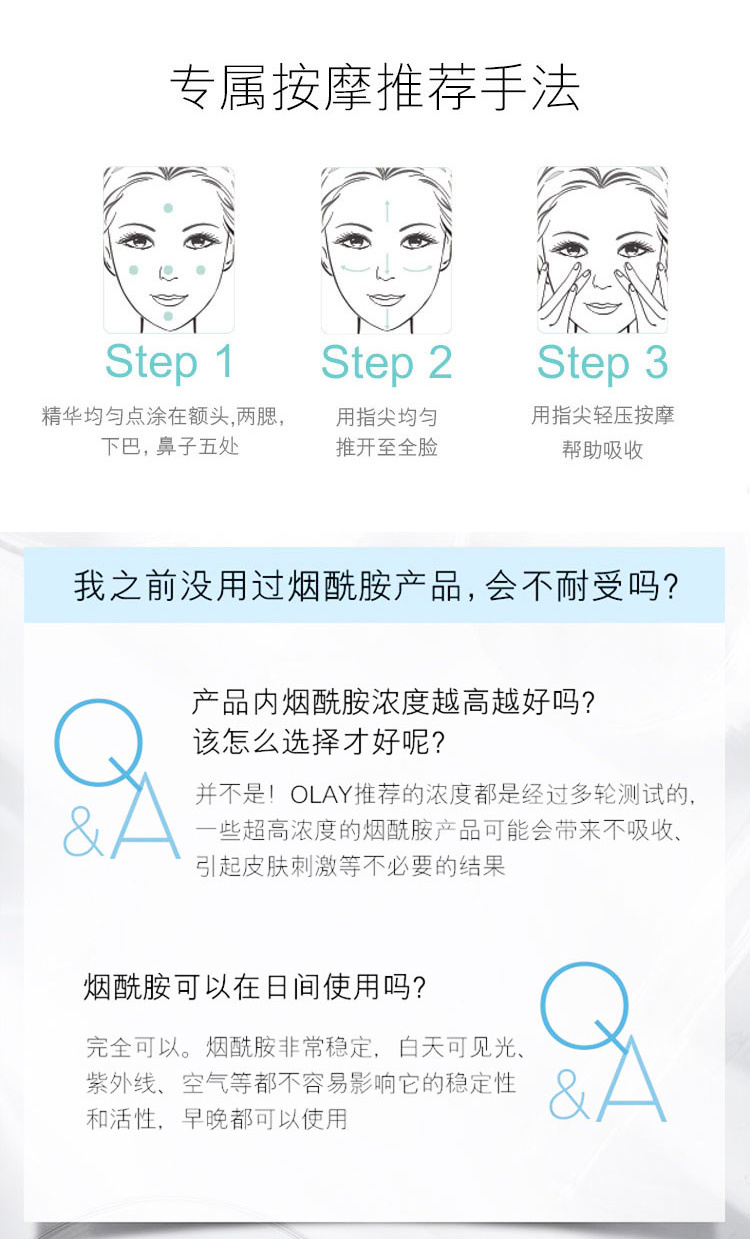 专属按摩推荐手法
Step 1
精华均匀点涂在额头,两腮,
下巴, 鼻子五处
Step 2
用指尖均匀
推开至全脸
Step 3
用指尖轻压按摩
帮助吸收
我之前没用过烟酰胺产品, 会不耐受吗?
Q&A
产品内烟酰胺浓度越高越好吗?
该怎么选择才好呢?
并不是! OLAY推荐的浓度都是经过多轮测试的,
一些超高浓度的烟酰胺产品可能会带来不吸收、
引起皮肤刺激等不必要的结果
烟酰胺可以在日间使用吗?
完全可以。烟酰胺非常稳定, 白天可见光、
紫外线、空气等都不容易影响它的稳定性
和活性, 早晚都可以使用
Q&A